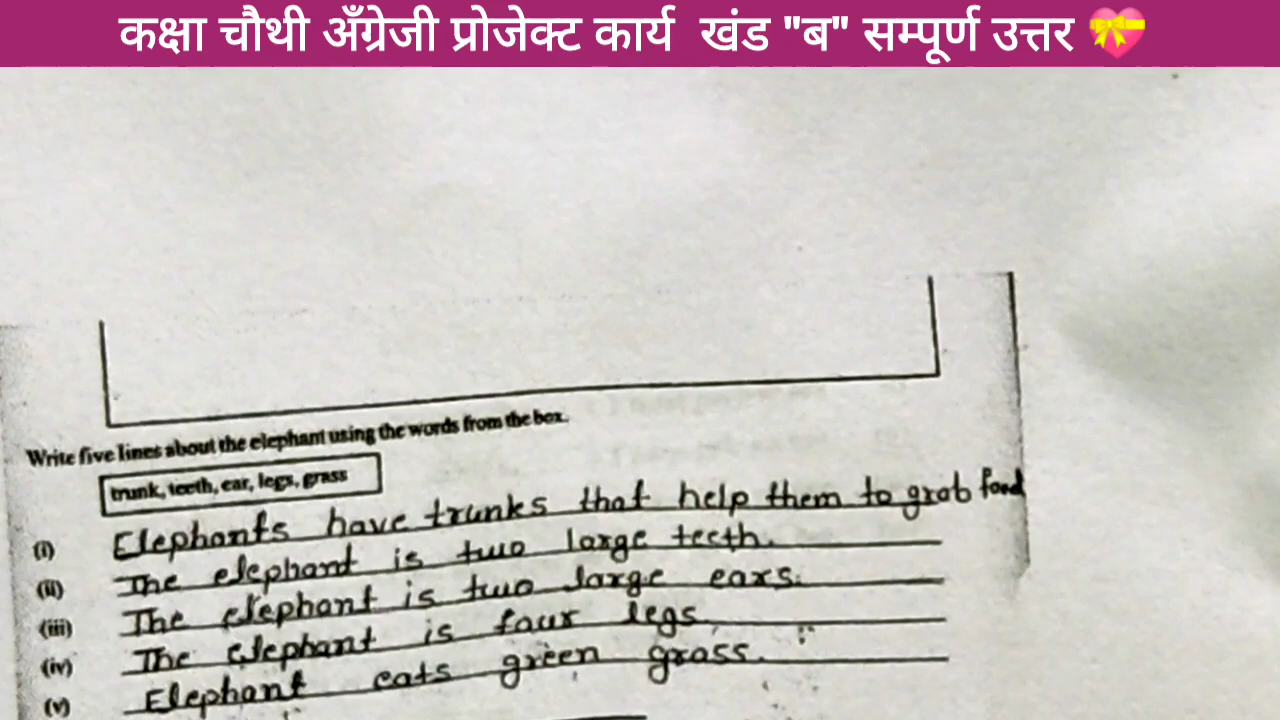 कक्षा चौथी अँग्रेजी प्रोजेक्ट कार्य खंड "ब" सम्पूर्ण उत्तर 💝
Write five lines about the elephant using the words from the box.
trunk, teeth, ear, legs, grass
(i) Elephants have trunks that help them to grab food
(ii) The elephant is two large teeth.
(iii) The elephant is two large ears.
(iv) The elephant is four legs.
(v) Elephant eats green grass.